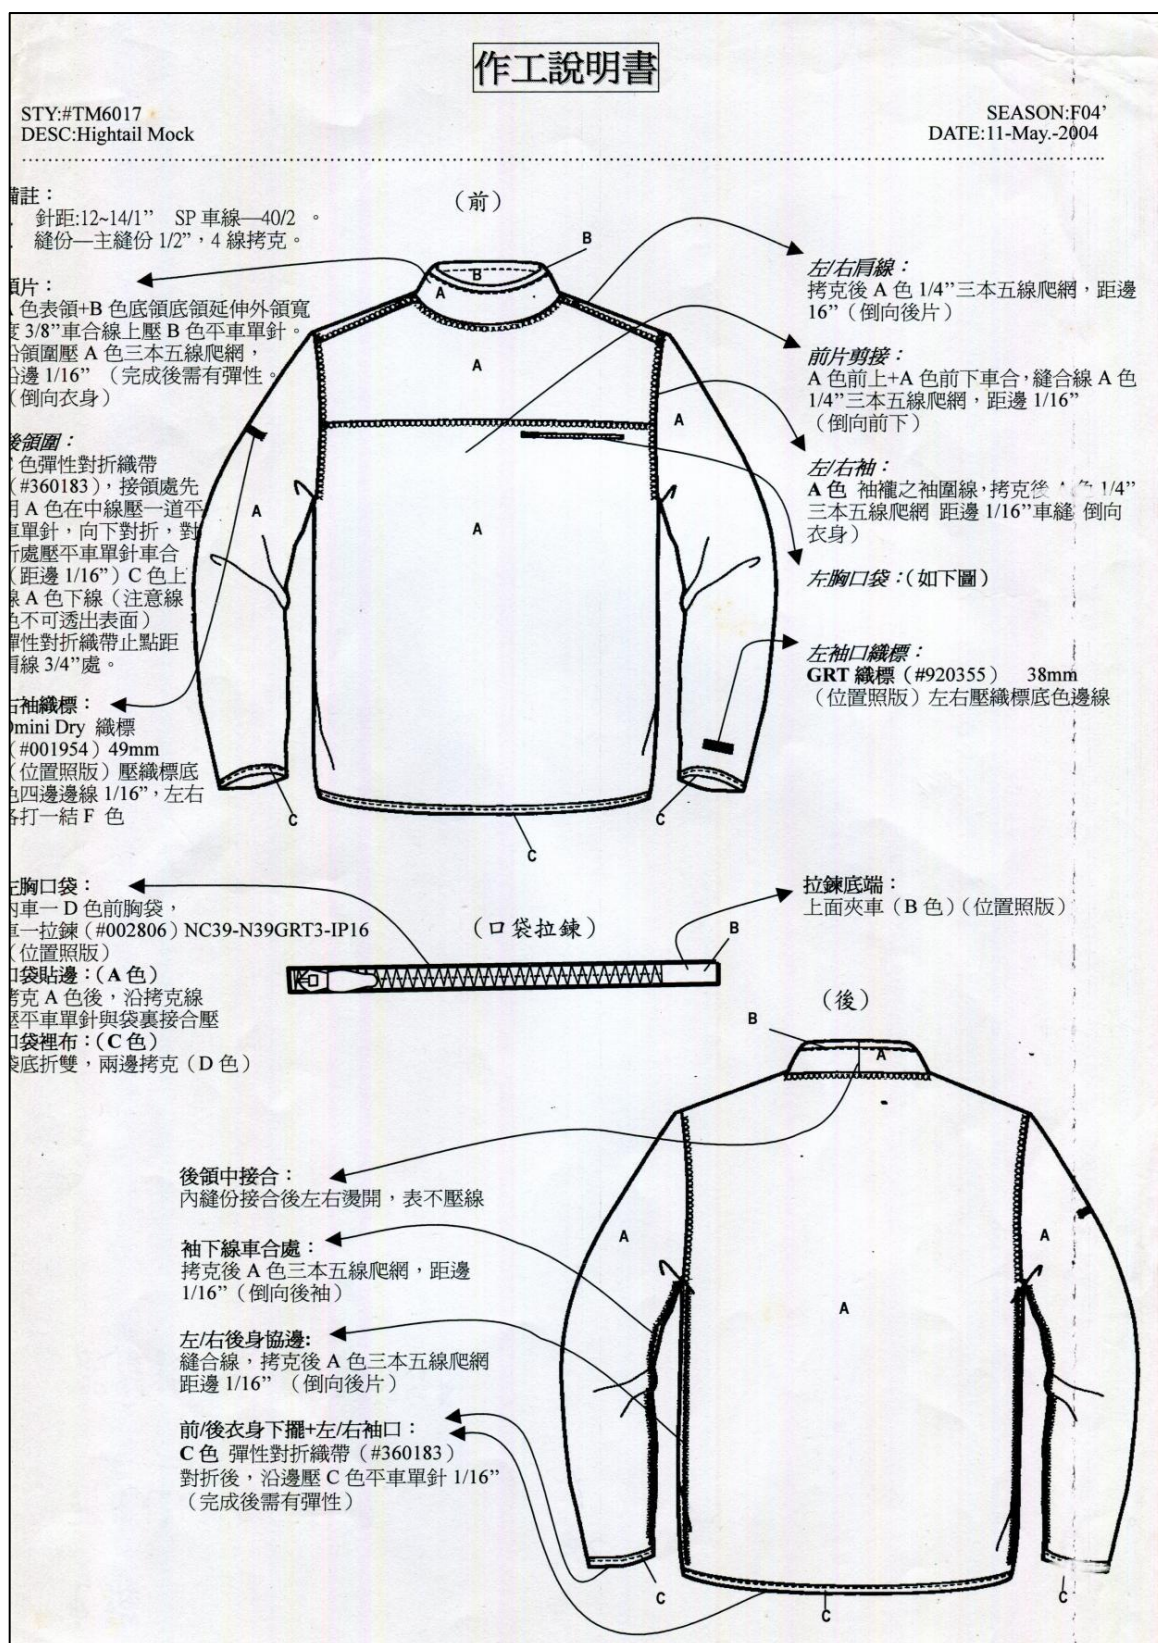 作工說明書
STY:#TM6017
DESC:Hightail Mock
SEASON:F04’
DATE:11-May.-2004
備註：
針距:12~14/1” SP 車線—40/2 。
縫份—主縫份 1/2”，4 線拷克。
（前）
B
B
A
A
A
A
A
C
C
C
領片：
色表領+B 色底領底領延伸外領寬
度 3/8”車合線上壓 B 色平車單針。
沿領圍壓 A 色三本五線爬網，
沿邊 1/16” （完成後需有彈性。
（倒向衣身）
後領圍：
色彈性對折織帶
（#360183），接領處先
用 A 色在中線壓一道平
車單針，向下對折，對
折處壓平車單針車合
（距邊 1/16”）C 色上
線 A 色下線（注意線
色不可透出表面）
彈性對折織帶止點距
肩線 3/4”處。
右袖織標：
Omini Dry 織標
（#001954）49mm
（位置照版）壓織標底
色四邊邊線 1/16”，左右
各打一結 F 色
左/右肩線：
拷克後 A 色 1/4”三本五線爬網，距邊
16”（倒向後片）
前片剪接：
A 色前上+A 色前下車合，縫合線 A 色
1/4”三本五線爬網，距邊 1/16”
（倒向前下）
左/右袖：
A 色 袖襱之袖圍線，拷克後 A 色 1/4”
三本五線爬網 距邊 1/16”車縫 倒向
衣身）
左胸口袋：（如下圖）
左袖口織標：
GRT 織標（#920355） 38mm
（位置照版）左右壓織標底色邊線
左胸口袋：
內車一 D 色前胸袋，
車一拉鍊（#002806）NC39-N39GRT3-IP16
（位置照版）
口袋貼邊：（A 色）
拷克 A 色後，沿拷克線
壓平車單針與袋裏接合壓
口袋裡布：（C 色）
袋底折雙，兩邊拷克（D 色）
（口袋拉鍊）
B
拉鍊底端：
上面夾車（B 色）（位置照版）
（後）
B
A
A
A
A
C
C
C
後領中接合：
內縫份接合後左右燙開，表不壓線
袖下線車合處：
拷克後 A 色三本五線爬網，距邊
1/16”（倒向後袖）
左/右後身協邊:
縫合線，拷克後 A 色三本五線爬網
距邊 1/16” （倒向後片）
前/後衣身下擺+左/右袖口：
C 色 彈性對折織帶（#360183）
對折後，沿邊壓 C 色平車單針 1/16”
（完成後需有彈性）